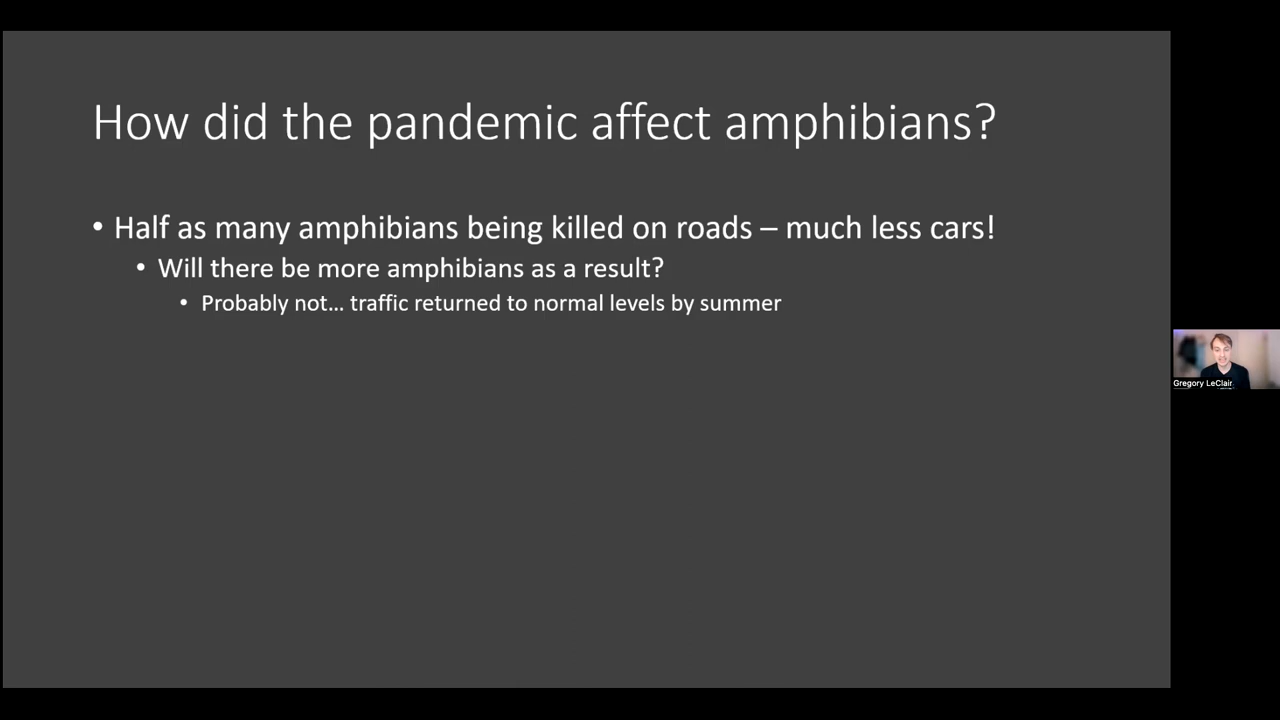 How did the pandemic affect amphibians?
• Half as many amphibians being killed on roads – much less cars!
• Will there be more amphibians as a result?
• Probably not... traffic returned to normal levels by summer
Gregory LeClair